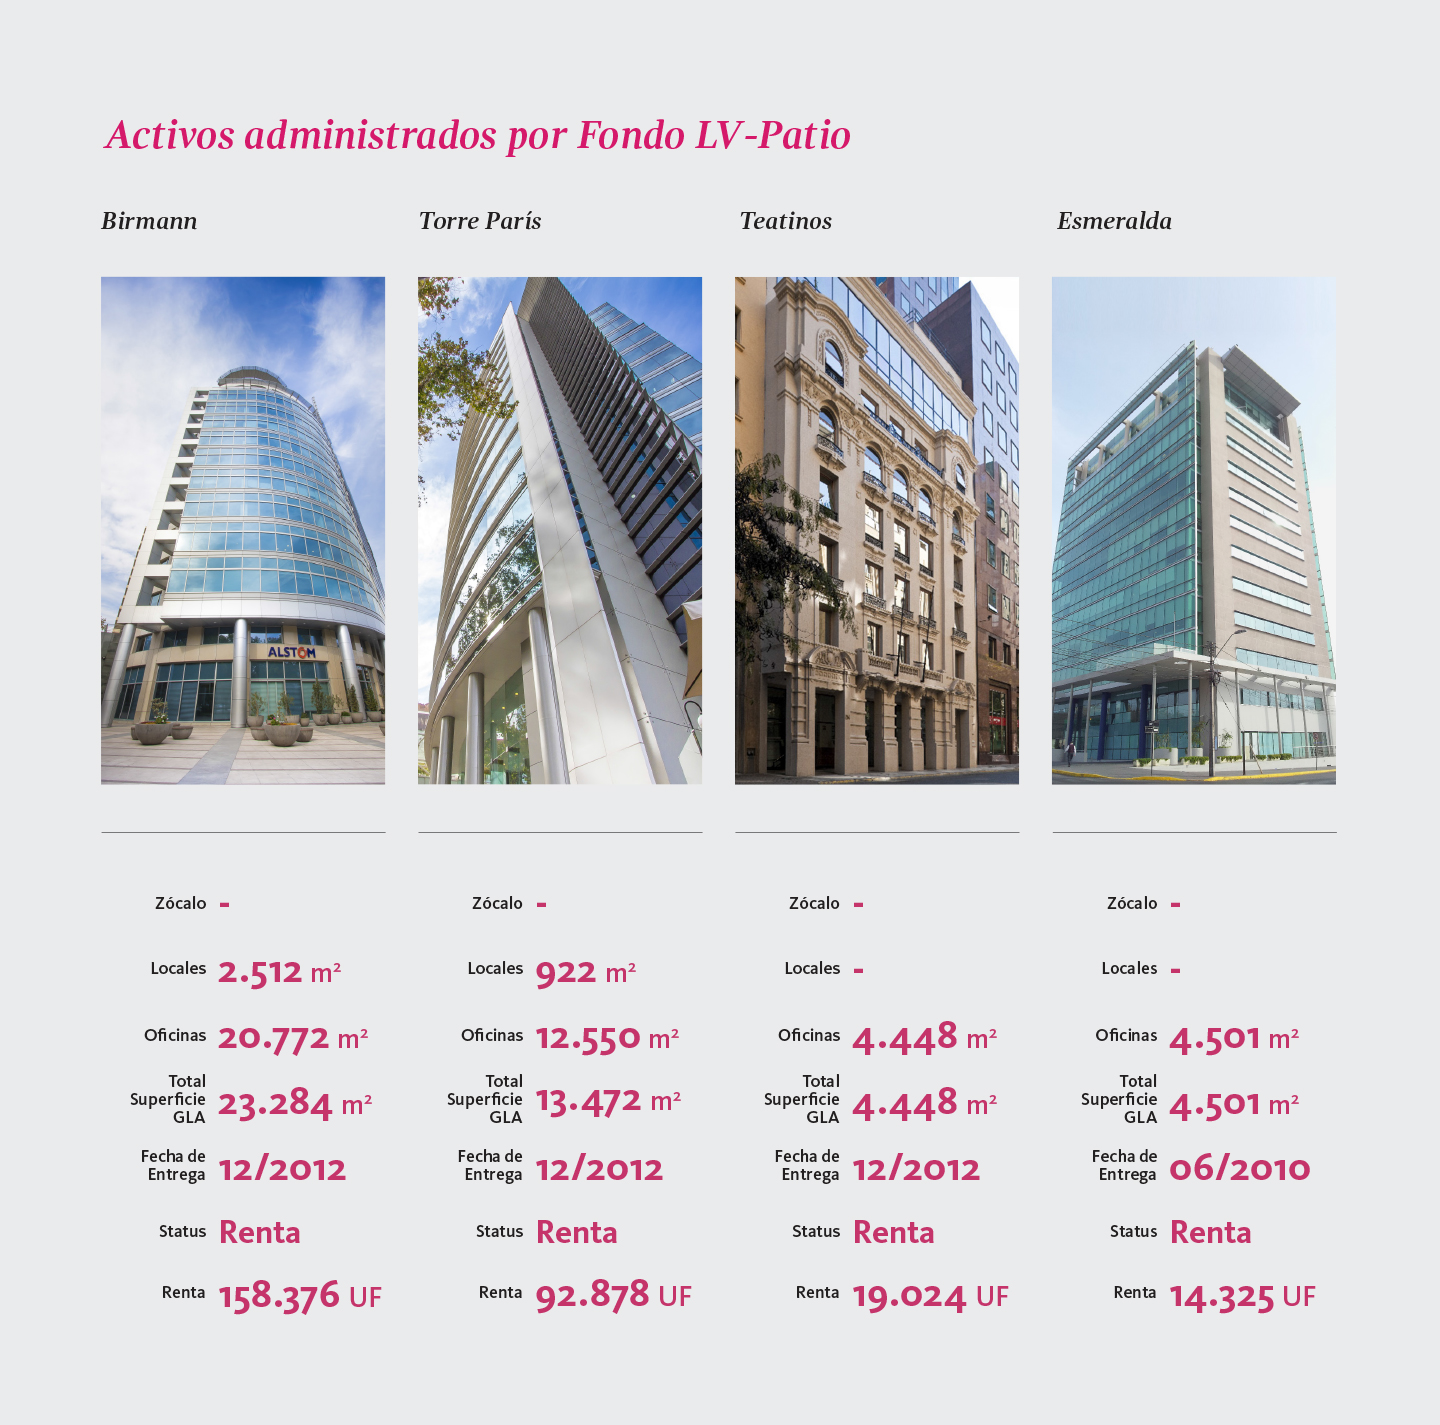 Activos administrados por Fondo LV-Patio
Birmann
Torre París
Teatinos
Esmeralda
ALSTOM
Zócalo -
Locales 2.512 m²
Oficinas 20.772 m²
Total
Superficie
GLA
23.284 m²
Fecha de
Entrega
12/2012
Status Renta
Renta 158.376 UF
Zócalo -
Locales 922 m²
Oficinas 12.550 m²
Total
Superficie
GLA
13.472 m²
Fecha de
Entrega
12/2012
Status Renta
Renta 92.878 UF
Zócalo -
Locales -
Oficinas 4.448 m²
Total
Superficie
GLA
4.448 m²
Fecha de
Entrega
12/2012
Status Renta
Renta 19.024 UF
Zócalo -
Locales -
Oficinas 4.501 m²
Total
Superficie
GLA
4.501 m²
Fecha de
Entrega
06/2010
Status Renta
Renta 14.325 UF